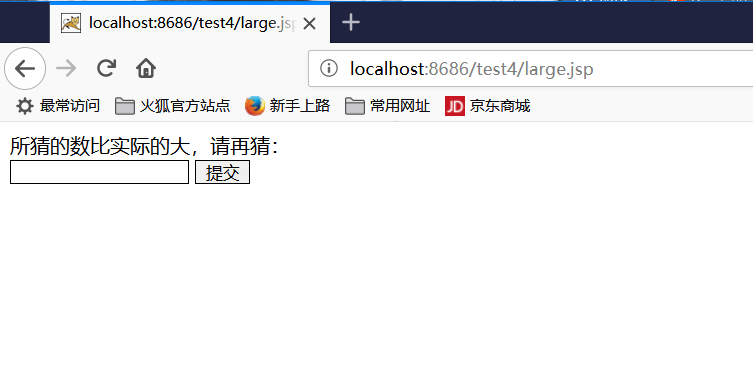 localhost:8686/test4/large.jsp
localhost:8686/test4/large.jsp
最常访问 火狐官方站点 新手上路 常用网址 JD 京东商城
所猜的数比实际的大，请再猜：
提交